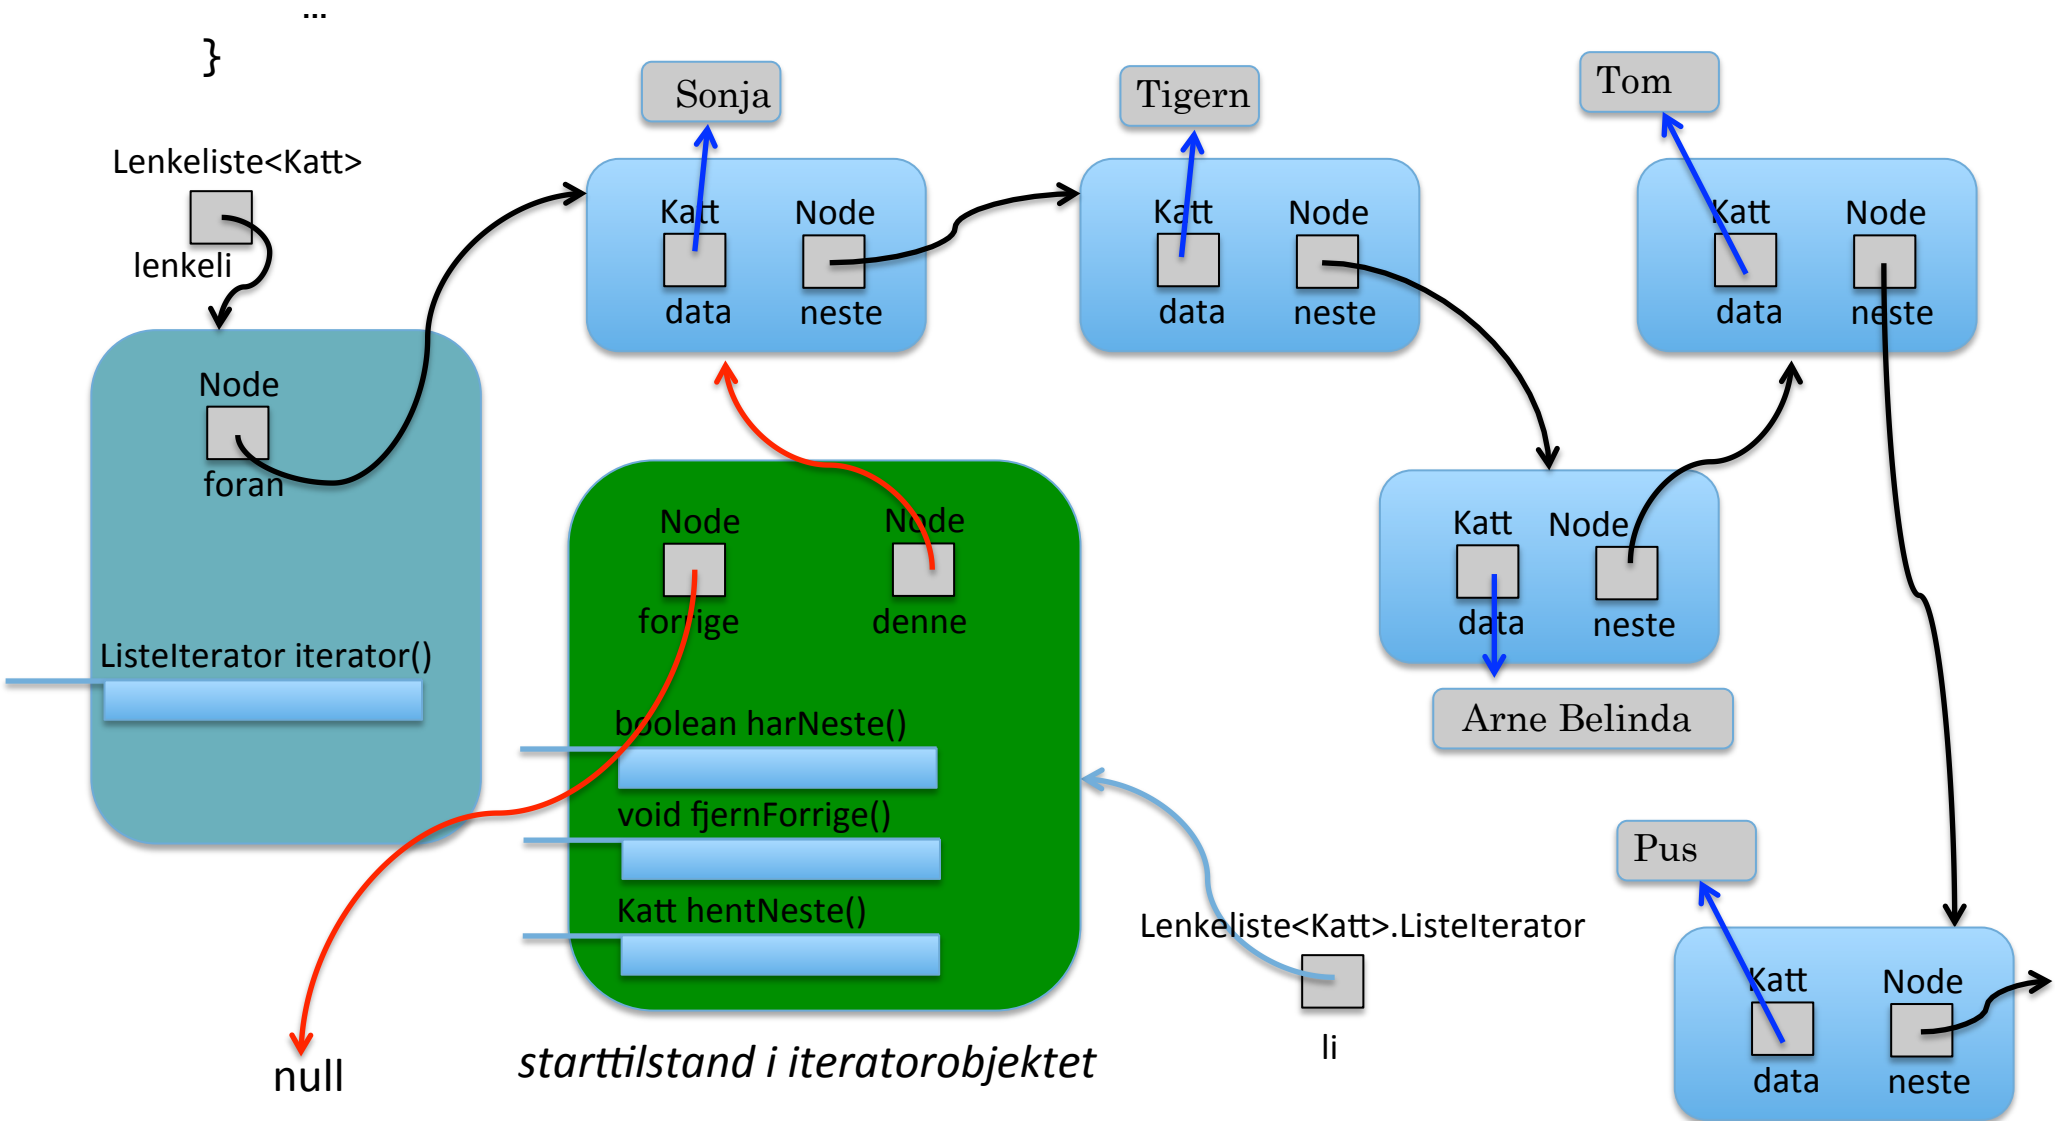 ...
}
Lenkeliste<Katt>
lenkeli
Node
foran
ListeIterator iterator()
Sonja
Katt Node
data neste
Tigern
Katt Node
data neste
Tom
Katt Node
data neste
Katt Node
data neste
Arne Belinda
Node Node
forrige denne
boolean harNeste()
void fjernForrige()
Katt hentNeste()
null
starttilstand i iteratorobjektet
Lenkeliste<Katt>.ListeIterator
li
Pus
Katt Node
data neste